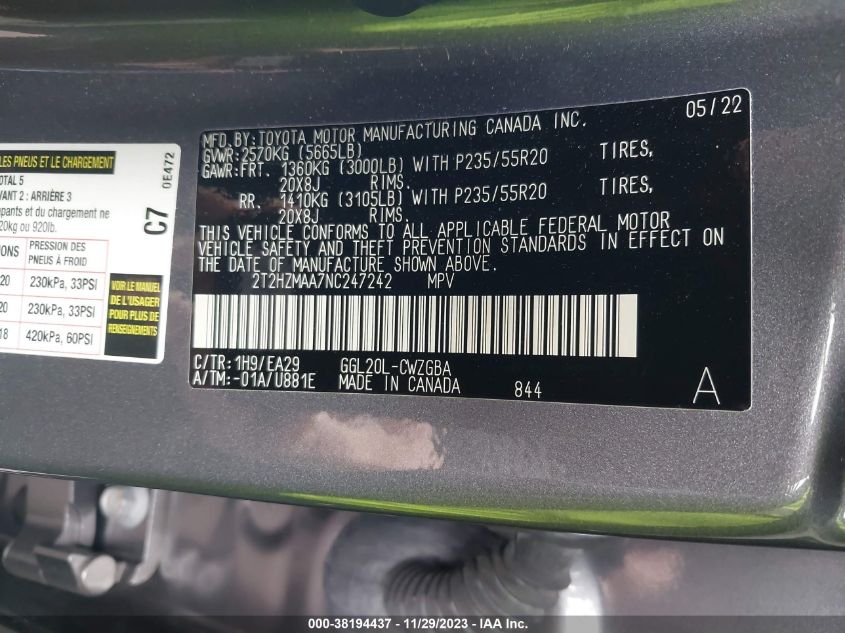 LES PNEUS ET LE CHARGEMENT
TOTAL 5
AVANT 2 : ARRIÈRE 3
ne
20kg ou 920lb.
PRESSION DES
PNEUS À FROID
20 230kPa, 33PSI
20 230kPa, 33PSI
18 420kPa, 60PSI
VOIR LE MANUEL
DE L'USAGER
POUR PLUS DE
RENSEIGNEMENTS
C7
0E472
05/22
MFD.BY:TOYOTA MOTOR MANUFACTURING CANADA INC.
GVWR:2570KG (5665LB)
GAWR:FRT. 1360KG (3000LB) WITH P235/55R20 TIRES,
20X8J RIMS.
RR. 1410KG (3105LB) WITH P235/55R20 TIRES,
20X8J RIMS.
THIS VEHICLE CONFORMS TO ALL APPLICABLE FEDERAL MOTOR
VEHICLE SAFETY AND THEFT PREVENTION STANDARDS IN EFFECT ON
THE DATE OF MANUFACTURE SHOWN ABOVE.
2T2HZMAA7NC247242 MPV
C/TR:1H9/EA29 GGL20L-CWZGBA
A/TM:-01A/U881E MADE IN CANADA 844
A
000-38194437 - 11/29/2023 - IAA Inc.